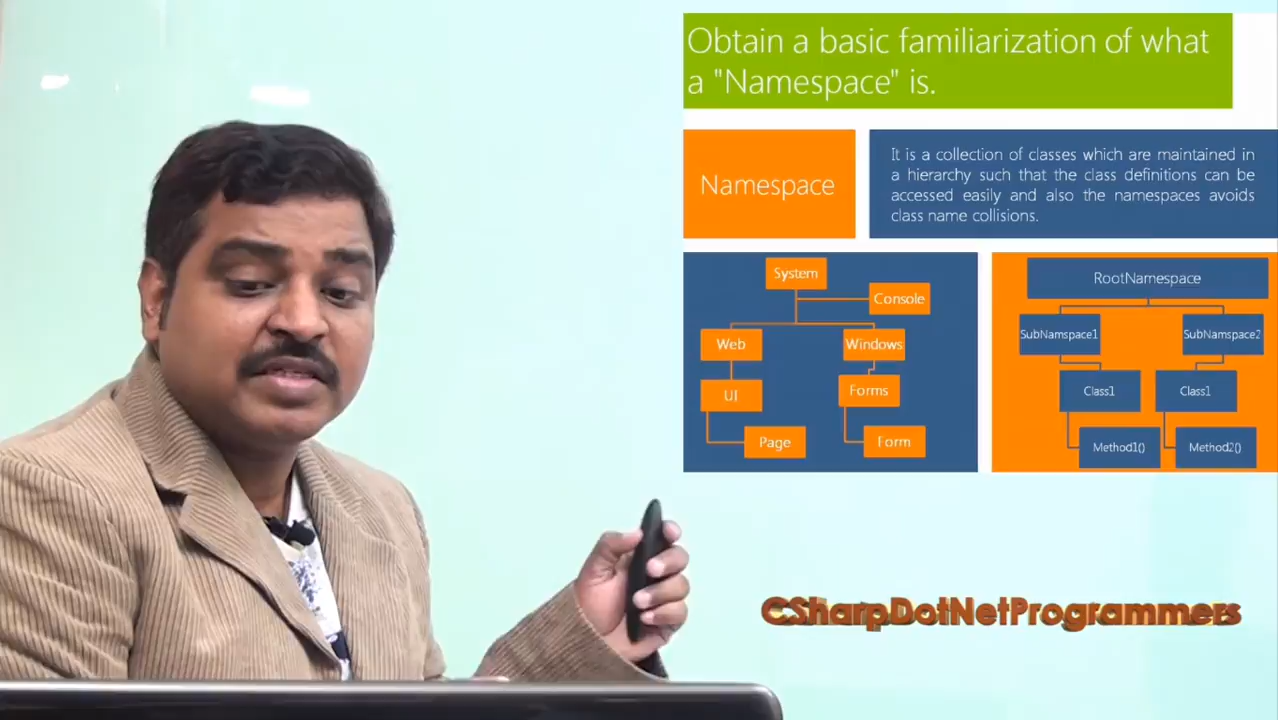 Obtain a basic familiarization of what
a "Namespace" is.
Namespace
It is a collection of classes which are maintained in
a hierarchy such that the class definitions can be
accessed easily and also the namespaces avoids
class name collisions.
System
Console
Web
Windows
UI
Forms
Page
Form
RootNamespace
SubNamspace1
SubNamspace2
Class1
Class1
Method1()
Method2()
CSharpDotNetProgrammers